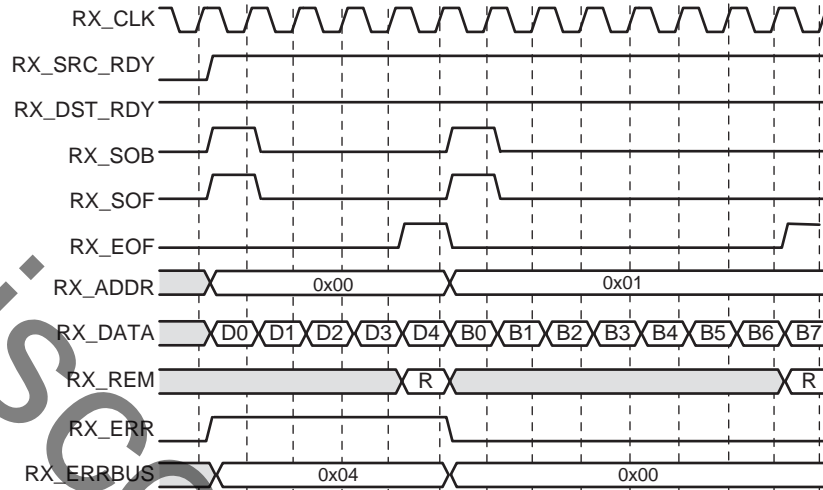 RX_CLK
RX_SRC_RDY
RX_DST_RDY
RX_SOB
RX_SOF
RX_EOF
RX_ADDR 0x00 0x01
RX_DATA D0 D1 D2 D3 D4 B0 B1 B2 B3 B4 B5 B6 B7
RX_REM R R
RX_ERR
RX_ERRBUS 0x04 0x00